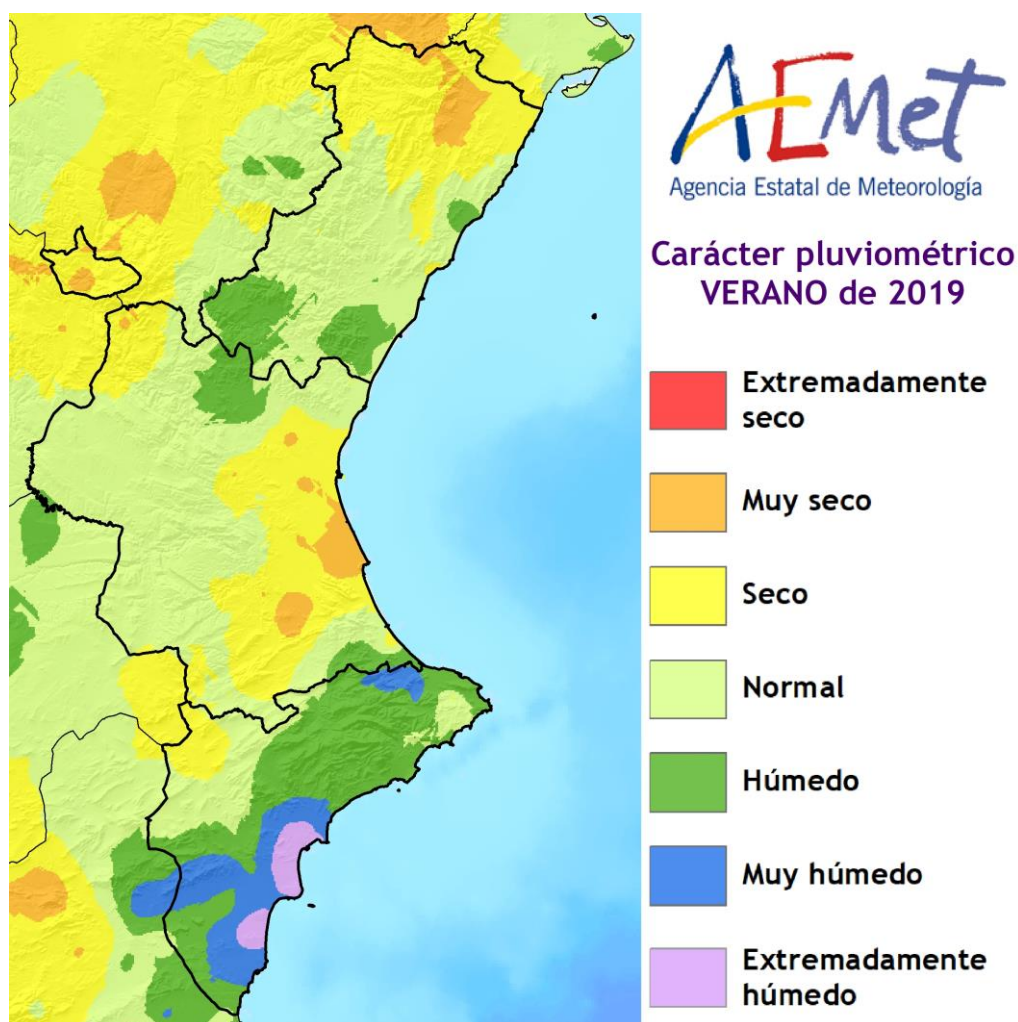 AEMet
Agencia Estatal de Meteorología
Carácter pluviométrico
VERANO de 2019
Extremadamente
seco
Muy seco
Seco
Normal
Húmedo
Muy húmedo
Extremadamente
húmedo